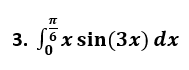 3. ∫₀^(π/6) x sin(3x) dx